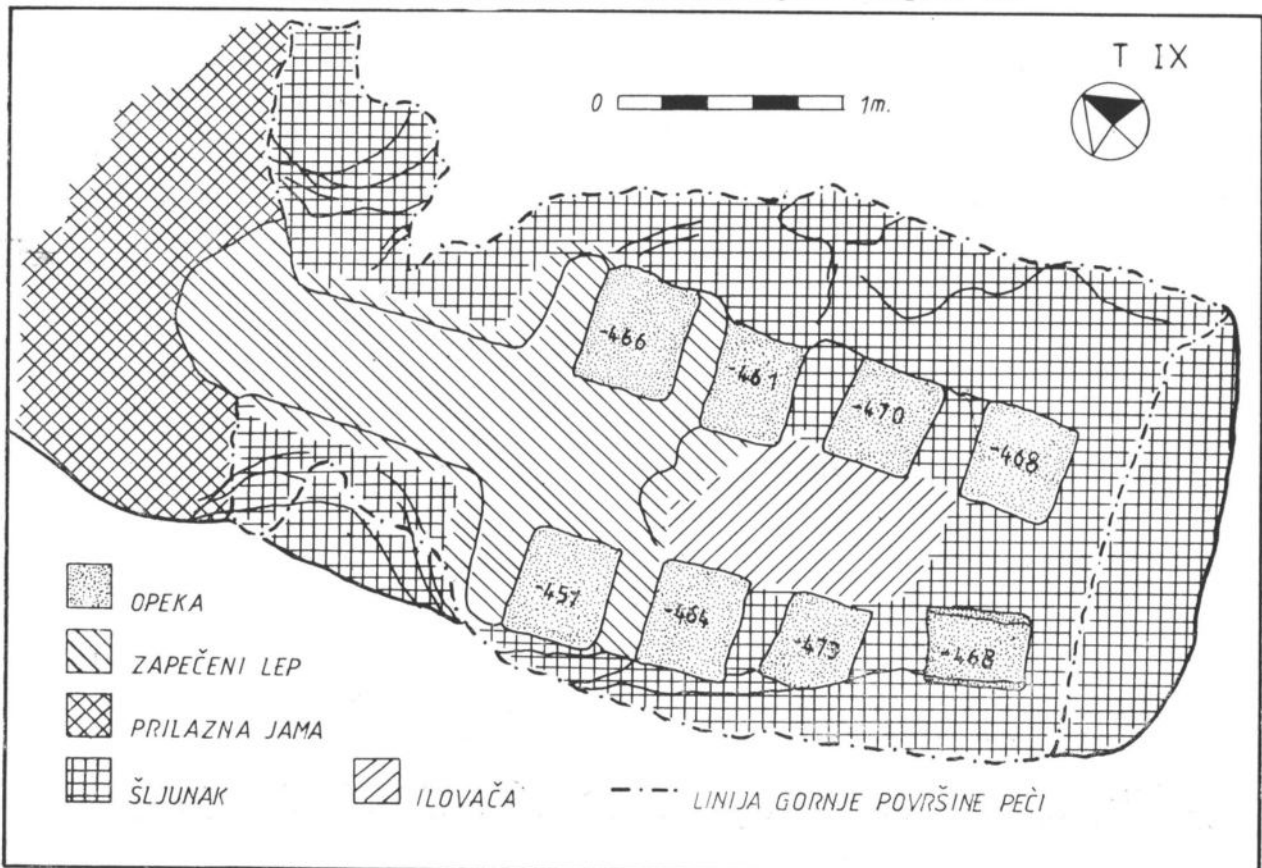 T IX
0 1m.
-466
-461
-470
-468
-451
-464
-473
-468
OPEKA
ZAPEČENI LEP
PRILAZNA JAMA
ŠLJUNAK
ILOVAČA
LINIJA GORNJE POVRŠINE PEĆI